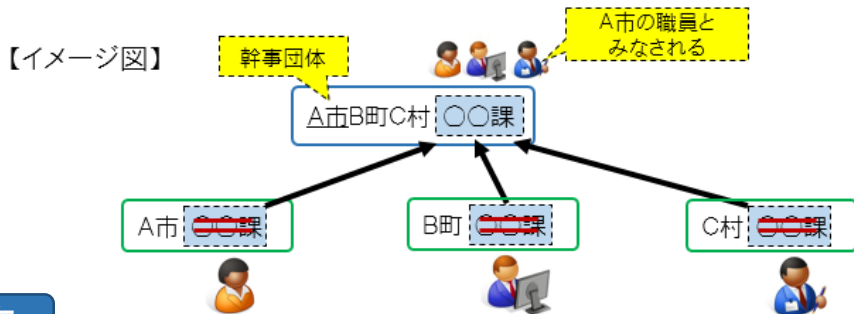 【イメージ図】
幹事団体
A市の職員と
みなされる
A市B町C村 〇〇課
A市 〇〇課
B町 〇〇課
C村 〇〇課